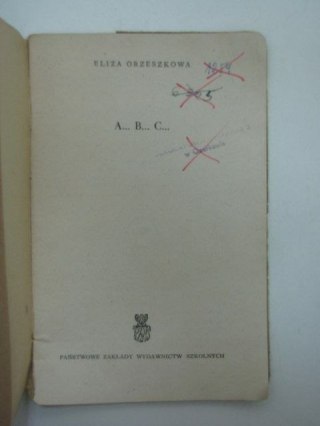 ELIZA ORZESZKOWA
A... B... C...
PAŃSTWOWE ZAKŁADY WYDAWNICTW SZKOLNYCH